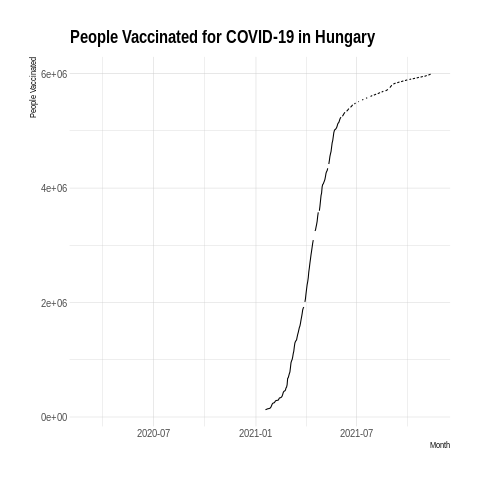 People Vaccinated for COVID-19 in Hungary
People Vaccinated
6e+06
4e+06
2e+06
0e+00
2020-07
2021-01
2021-07
Month